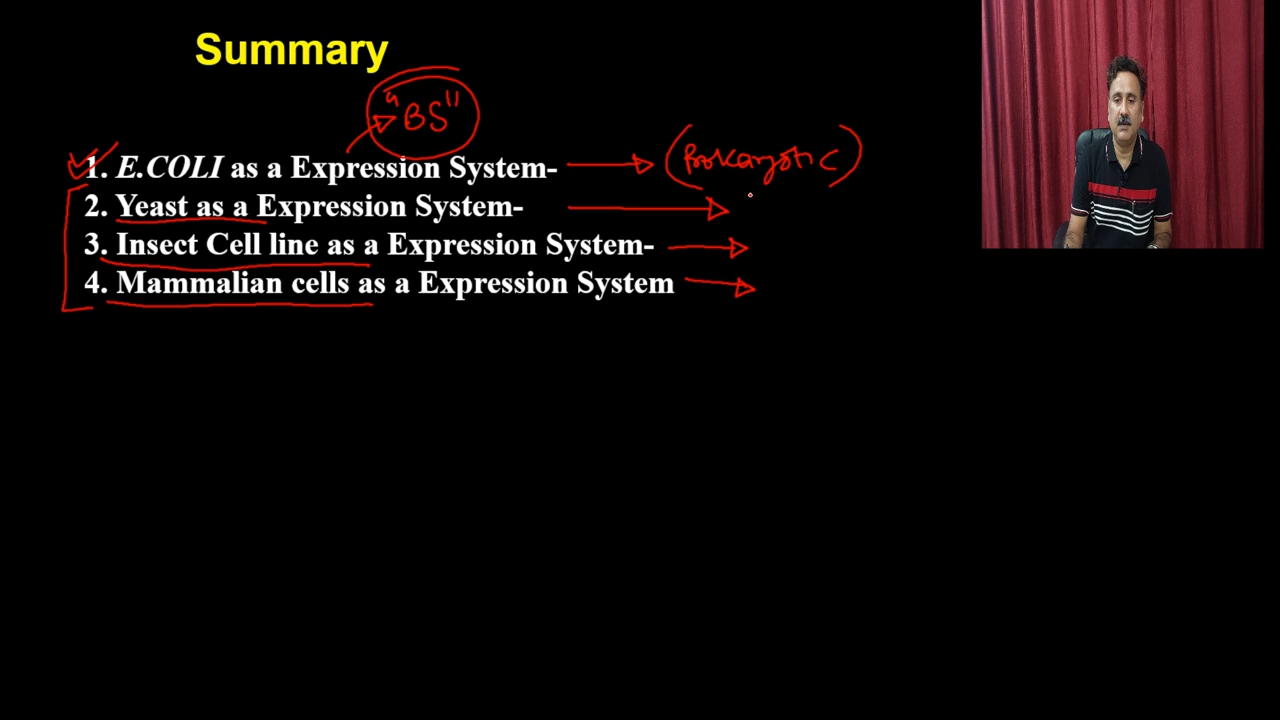 Summary
"BS"
1. E.COLI as a Expression System- (Prokaryotic)
2. Yeast as a Expression System-
3. Insect Cell line as a Expression System-
4. Mammalian cells as a Expression System